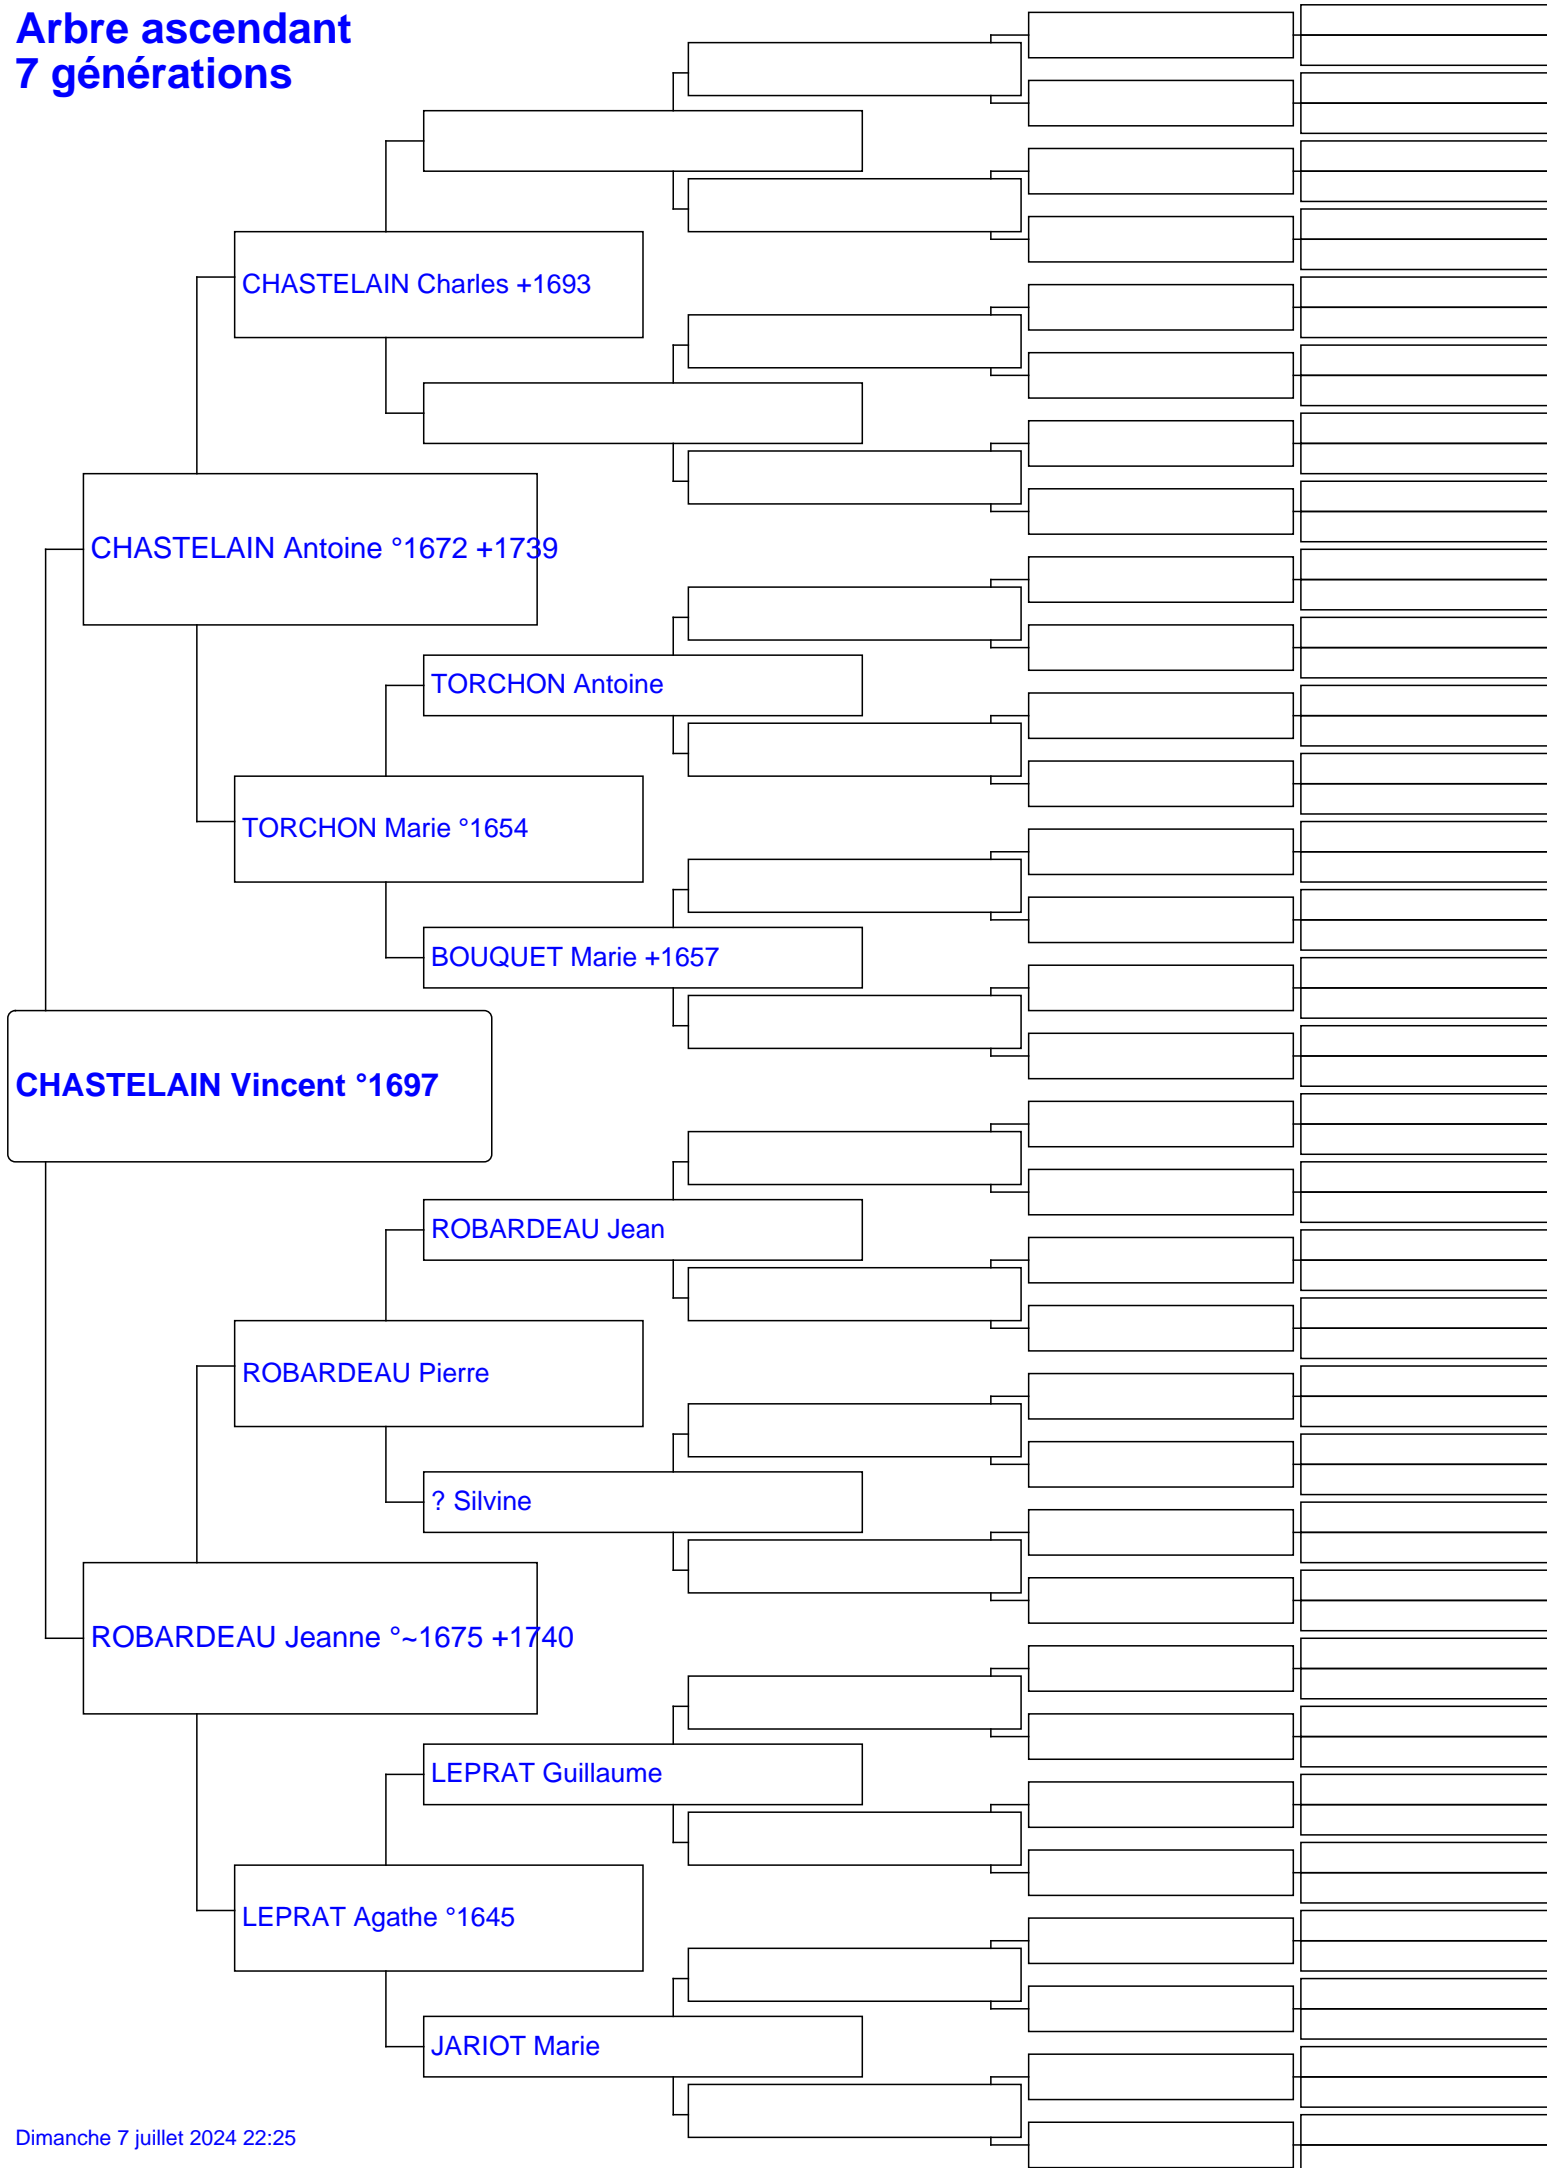 Arbre ascendant
7 générations
CHASTELAIN Charles +1693
CHASTELAIN Antoine °1672 +1739
TORCHON Antoine
TORCHON Marie °1654
BOUQUET Marie +1657
CHASTELAIN Vincent °1697
ROBARDEAU Jean
ROBARDEAU Pierre
? Silvine
ROBARDEAU Jeanne °~1675 +1740
LEPRAT Guillaume
LEPRAT Agathe °1645
JARIOT Marie
Dimanche 7 juillet 2024 22:25